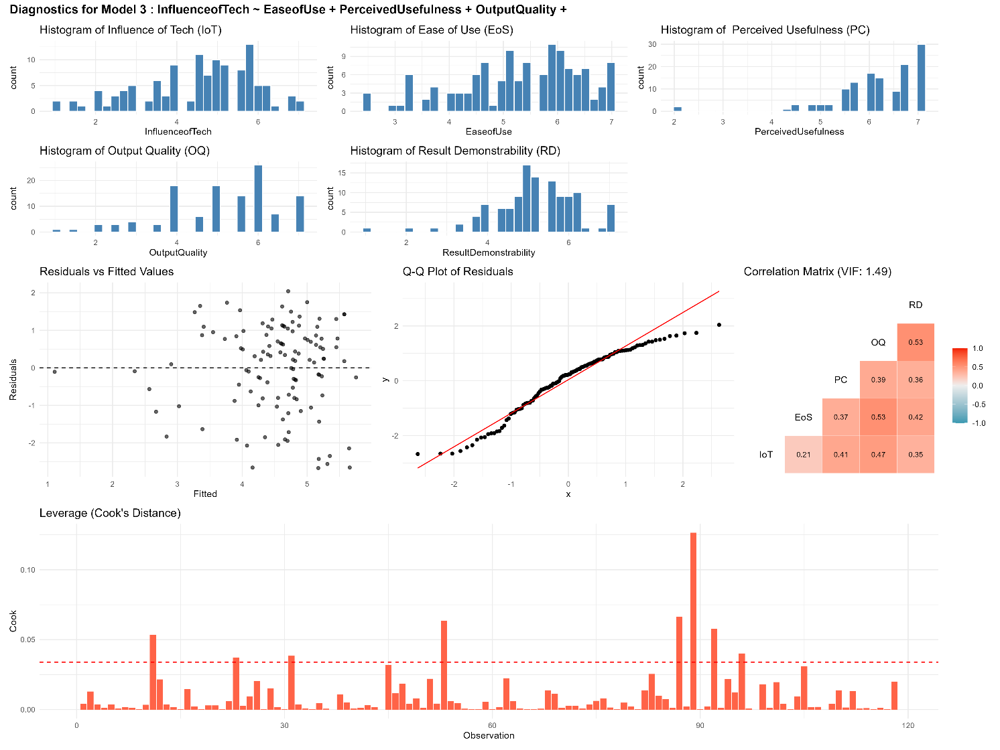 Diagnostics for Model 3 : InfluenceofTech ~ EaseofUse + PerceivedUsefulness + OutputQuality +
Histogram of Influence of Tech (IoT)
count
10
5
0
2
4
6
InfluenceofTech
Histogram of Ease of Use (EoS)
count
9
6
3
0
3
4
5
6
7
EaseofUse
Histogram of  Perceived Usefulness (PC)
count
30
20
10
0
2
3
4
5
6
7
PerceivedUsefulness
Histogram of Output Quality (OQ)
count
20
10
0
2
4
6
OutputQuality
Histogram of Result Demonstrability (RD)
count
15
10
5
0
2
4
6
ResultDemonstrability
Residuals vs Fitted Values
Residuals
2
1
0
-1
-2
1
2
3
4
5
Fitted
Q-Q Plot of Residuals
y
2
0
-2
-2
-1
0
1
2
x
Correlation Matrix (VIF: 1.49)
RD
OQ
0.53
PC
0.39
0.36
EoS
0.37
0.53
0.42
IoT
0.21
0.41
0.47
0.35
1.0
0.5
0.0
-0.5
-1.0
Leverage (Cook's Distance)
Cook
0.10
0.05
0.00
0
30
60
90
120
Observation